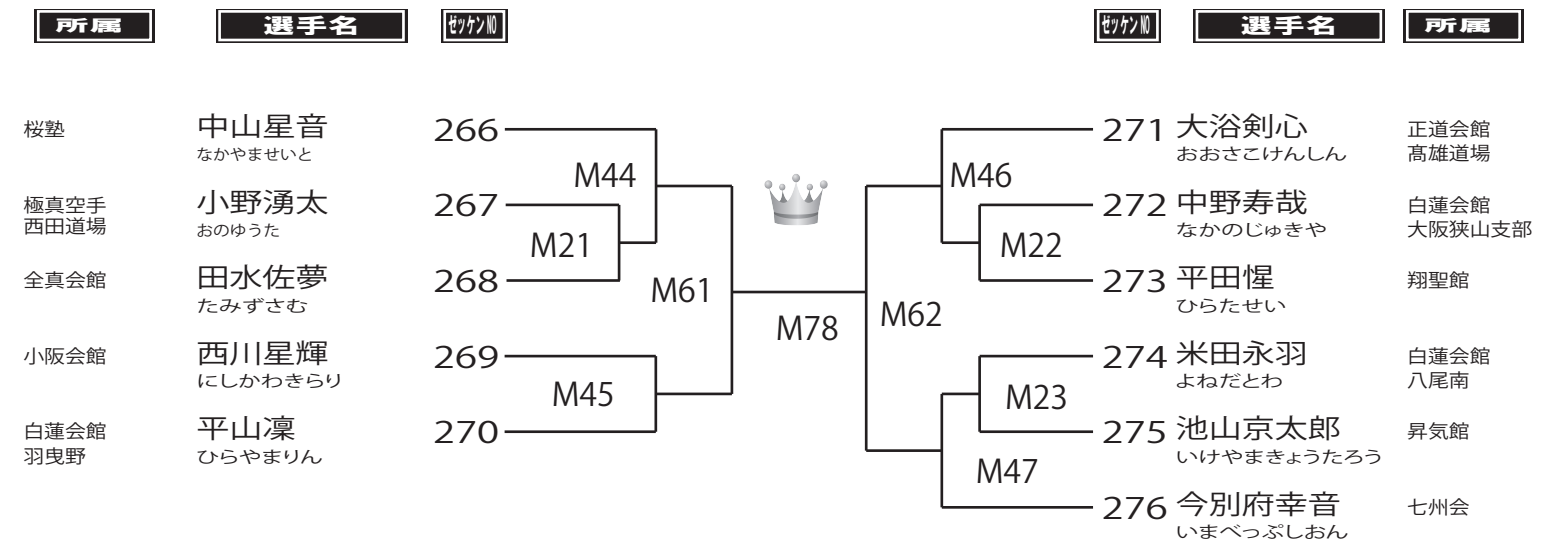 所属 選手名 ゼッケンNO ゼッケンNO 選手名 所属
桜塾 中山星音 266
なかやませいと
極真空手
西田道場
小野湧太 267
おのゆうた
全真会館 田水佐夢 268
たみずさむ
小阪会館 西川星輝 269
にしかわきらり
白蓮会館
羽曳野
平山凜 270
ひらやまりん
M44
M21
M61
M45
M78
M46
M22
M62
M23
M47
271 大浴剣心 正道会館
おおさこけんしん 髙雄道場
272 中野寿哉 白蓮会館
なかのじゅきや 大阪狭山支部
273 平田惺 翔聖館
ひらたせい
274 米田永羽 白蓮会館
よねだとわ 八尾南
275 池山京太郎 昇気館
いけやまきょうたろう
276 今別府幸音 七州会
いまべっぷしおん